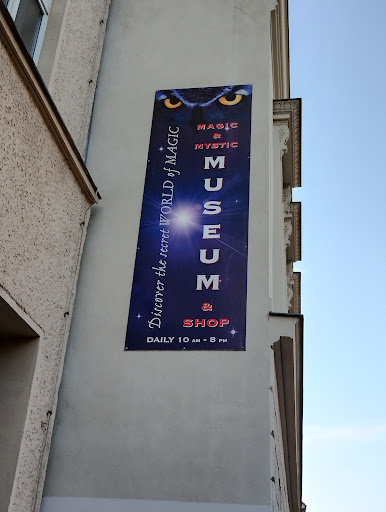 Discover the secret WORLD of MAGIC
MAGIC
&
MYSTIC
MUSEUM
&
SHOP
DAILY 10 AM - 8 PM